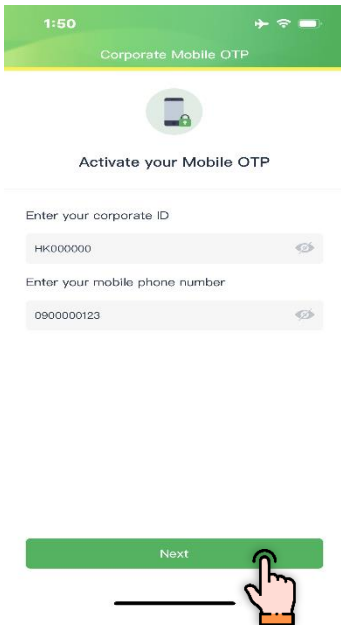 1:50
Corporate Mobile OTP
Activate your Mobile OTP
Enter your corporate ID
HK000000
Enter your mobile phone number
0900000123
Next